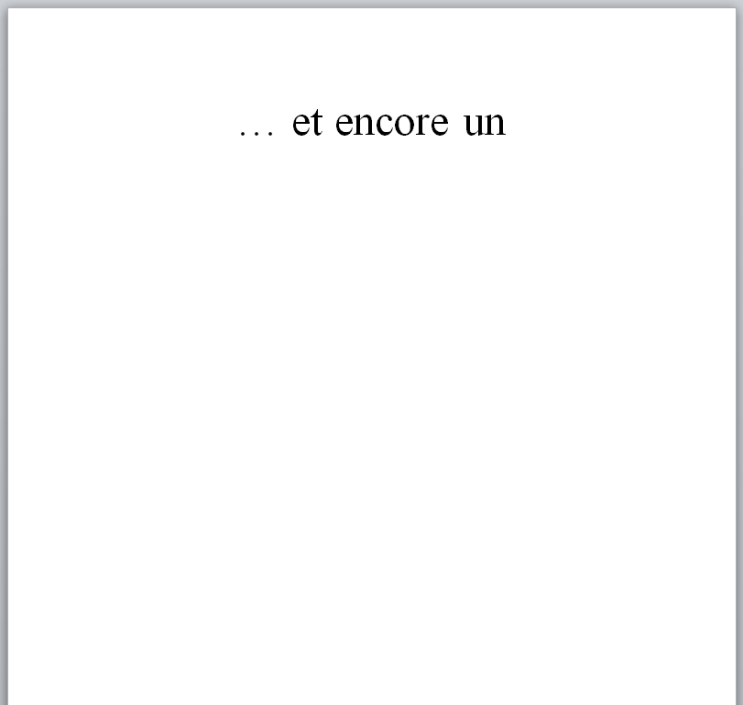 … et encore un